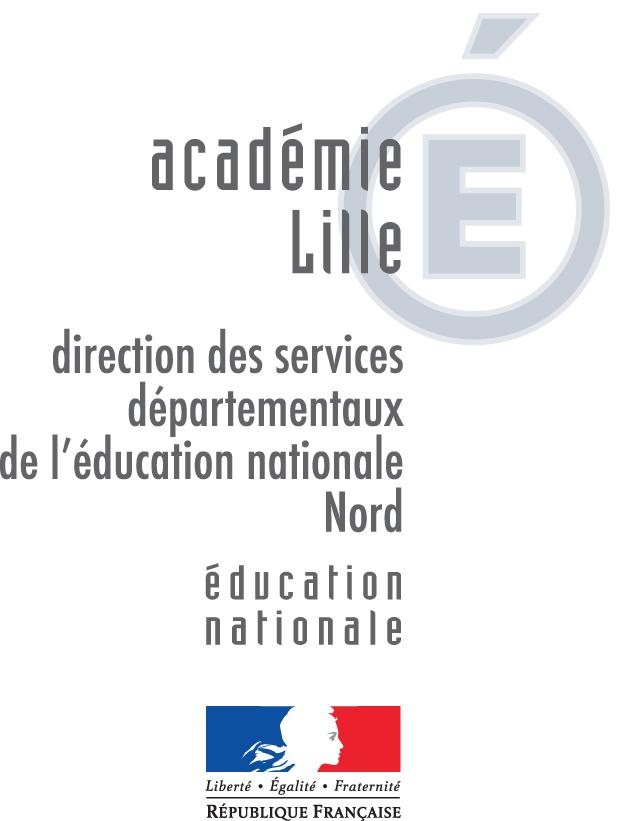 académie
Lille
É
direction des services
départementaux
de l’éducation nationale
Nord
éducation
nationale
Liberté • Égalité • Fraternité
RÉPUBLIQUE FRANÇAISE